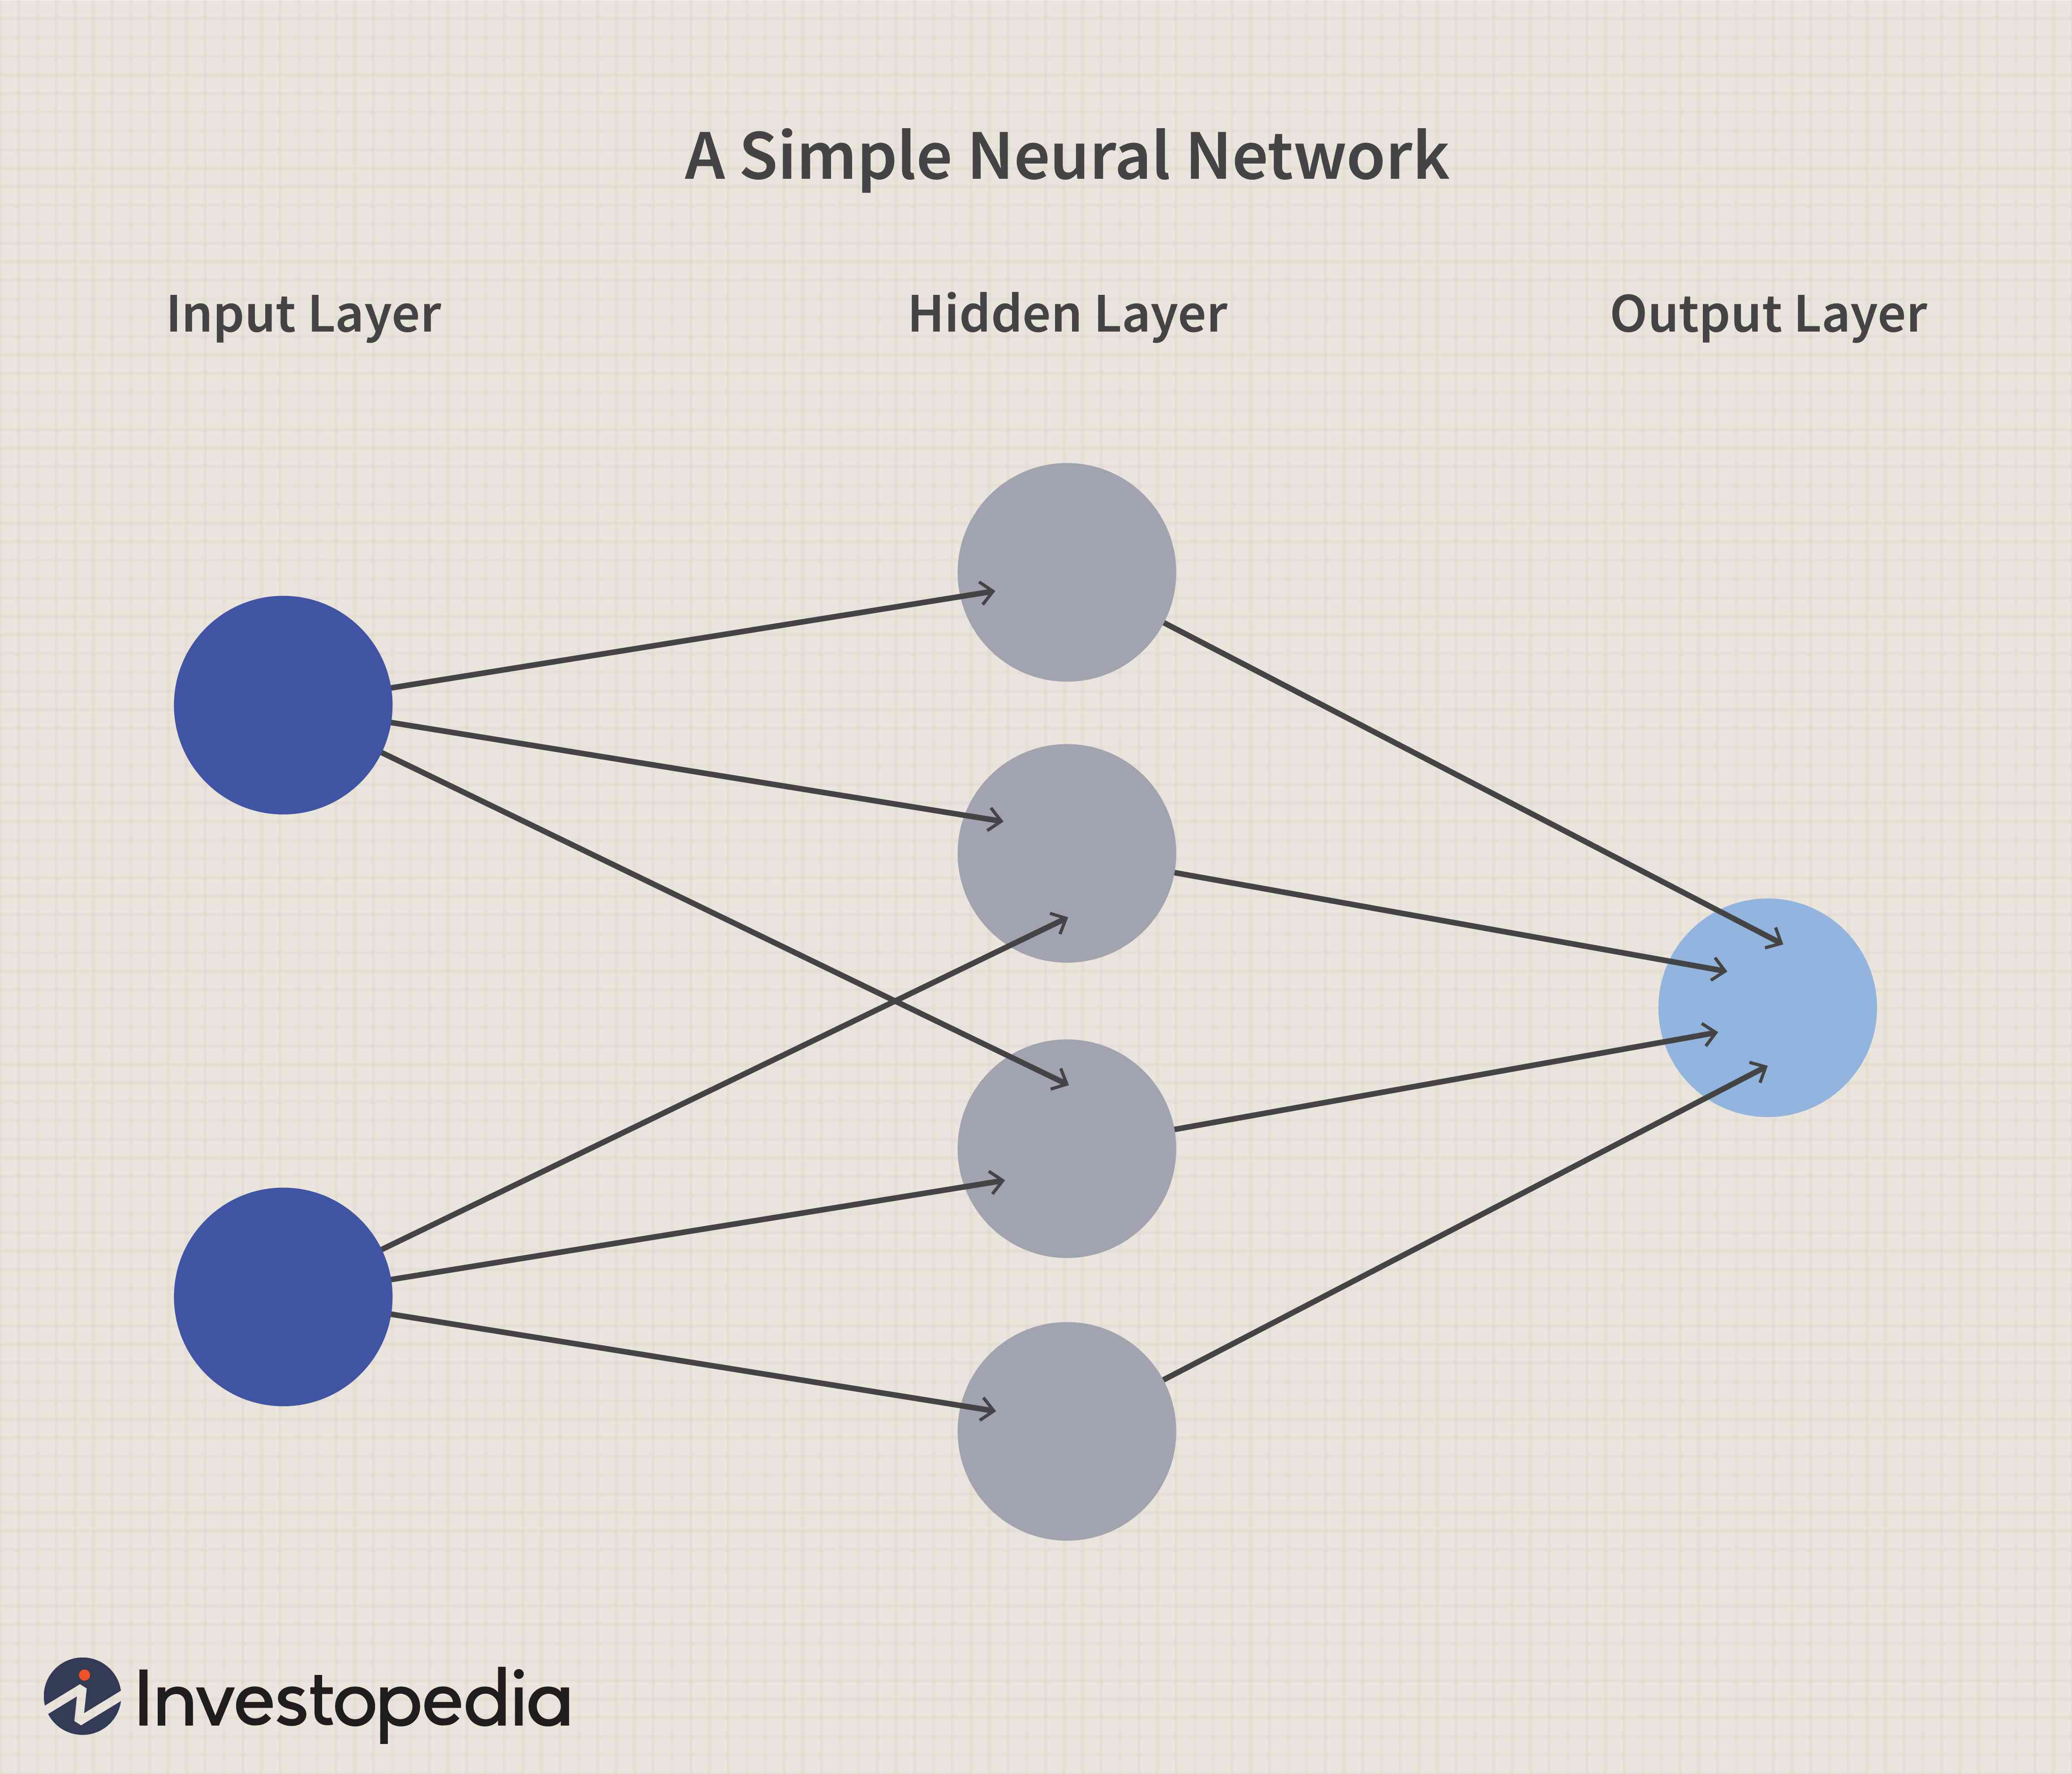 A Simple Neural Network
Input Layer
Hidden Layer
Output Layer
Investopedia